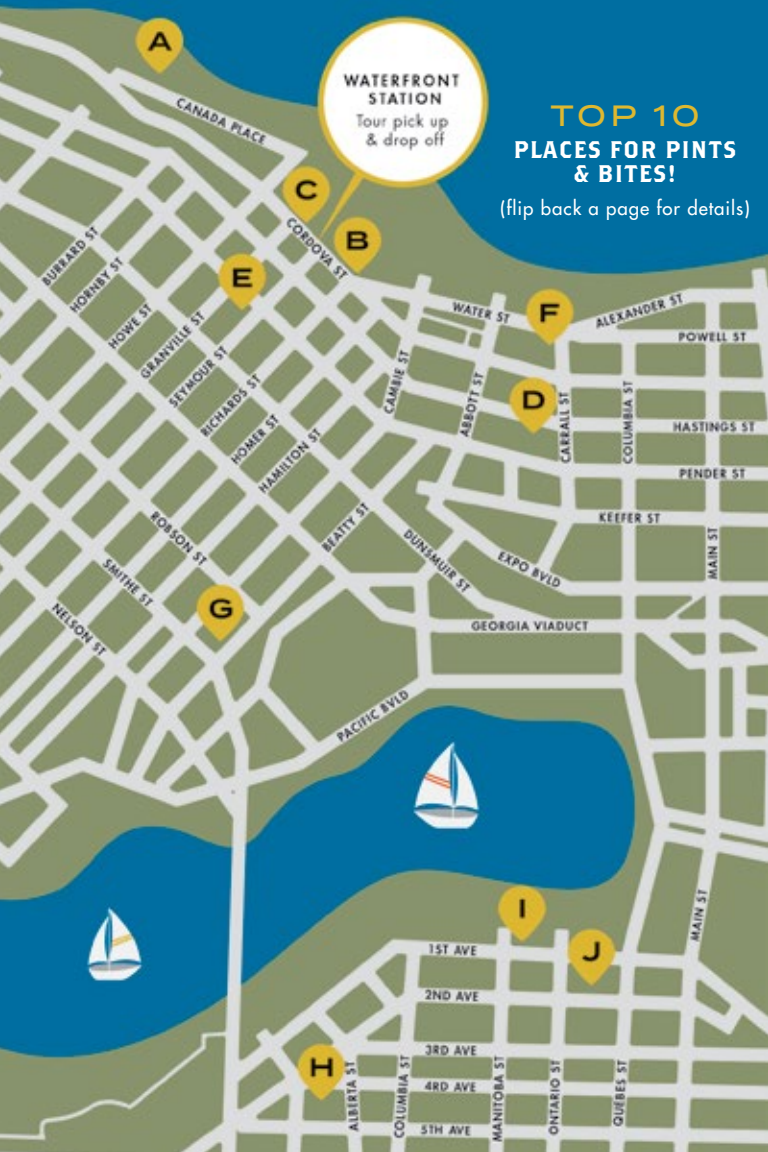 A
WATERFRONT
STATION
Tour pick up
& drop off
TOP 10
PLACES FOR PINTS
& BITES!
(flip back a page for details)
CANADA PLACE
C
B
CORDOVA ST
E
BURRARD ST
HORNBY ST
HOWE ST
GRANVILLE ST
SEYMOUR ST
RICHARDS ST
HOMER ST
HAMILTON ST
WATER ST
F
ALEXANDER ST
POWELL ST
CAMBIE ST
ABBOTT ST
D
CARRALL ST
COLUMBIA ST
HASTINGS ST
PENDER ST
KEEFER ST
MAIN ST
BEATTY ST
DUNSMUIR ST
EXPO BVLD
GEORGIA VIADUCT
ROBSON ST
SMITHE ST
NELSON ST
G
PACIFIC BVLD
I
J
MAIN ST
1ST AVE
2ND AVE
3RD AVE
4RD AVE
5TH AVE
H
ALBERTA ST
COLUMBIA ST
MANITOBA ST
ONTARIO ST
QUEBES ST